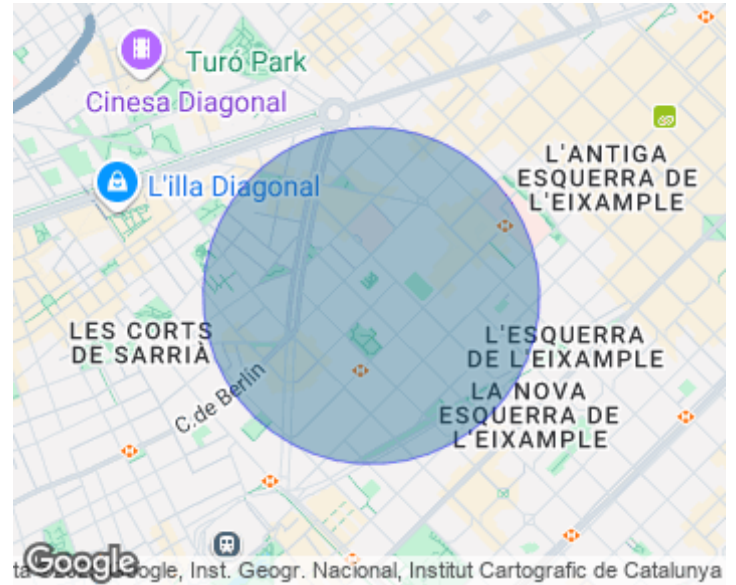 Turó Park
Cinesa Diagonal
L'ANTIGA
ESQUERRA DE
L'EIXAMPLE
L'illa Diagonal
LES CORTS
DE SARRIÀ
L'ESQUERRA
DE L'EIXAMPLE
LA NOVA
ESQUERRA DE
L'EIXAMPLE
C.de Berlín
Google
Google, Inst. Geogr. Nacional, Institut Cartografic de Catalunya